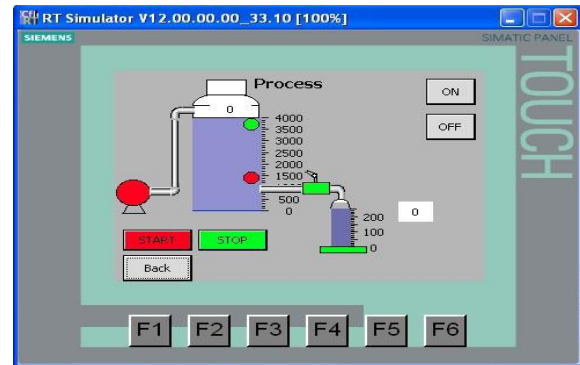 RT Simulator V12.00.00.00_33.10 [100%]
SIEMENS
SIMATIC PANEL
TOUCH
Process
ON
OFF
0
4000
3500
3000
2500
2000
1500
500
0
200
100
0
0
START
STOP
Back
F1 F2 F3 F4 F5 F6